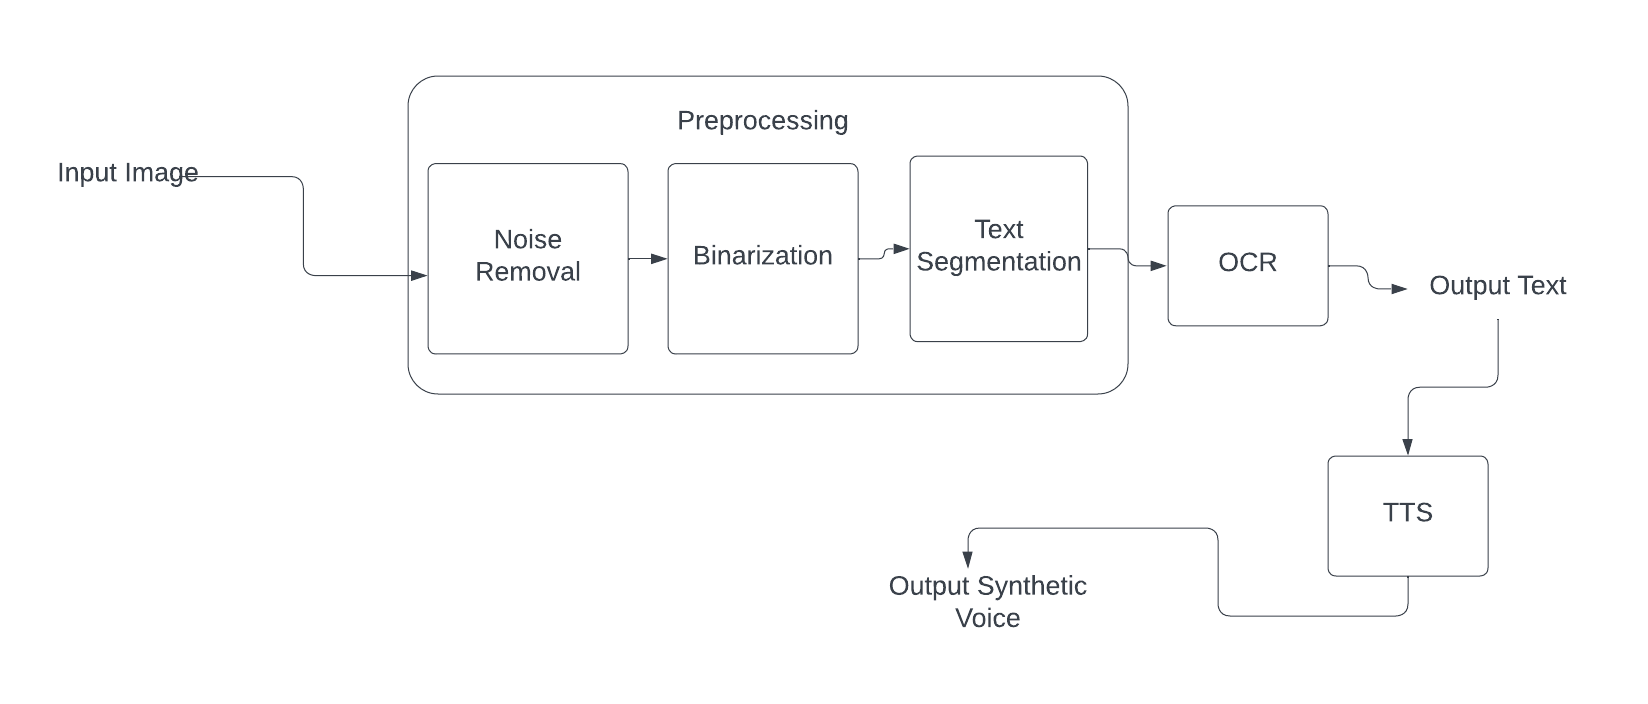 Preprocessing
Input Image
Noise
Removal
Binarization
Text
Segmentation
OCR
Output Text
TTS
Output Synthetic
Voice